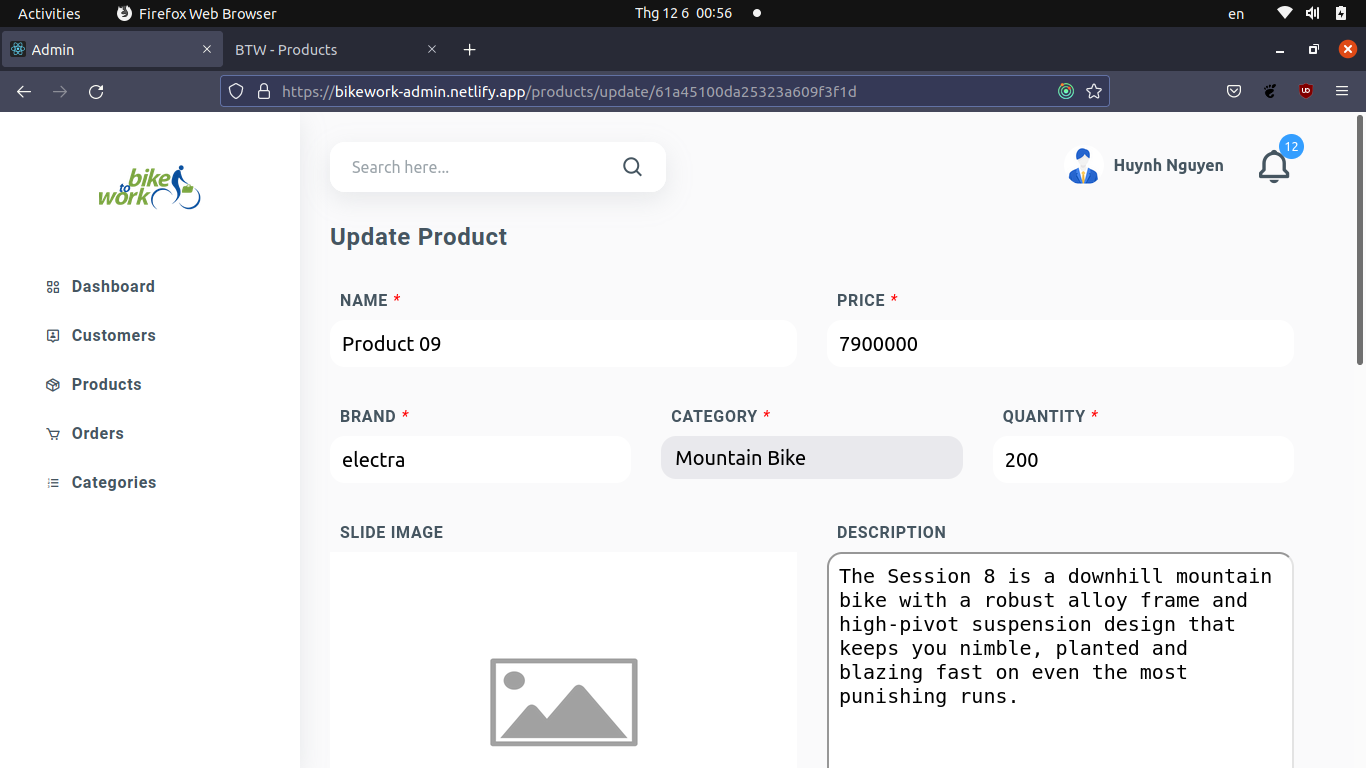 Activities
Firefox Web Browser
Thg 12 6 00:56
en
Admin
BTW - Products
https://bikework-admin.netlify.app/products/update/61a45100da25323a609f3f1d
UD
bike
to
work
Search here...
Huynh Nguyen
12
Update Product
Dashboard
Customers
Products
Orders
Categories
NAME *
PRICE *
Product 09
7900000
BRAND *
CATEGORY *
QUANTITY *
electra
Mountain Bike
200
SLIDE IMAGE
DESCRIPTION
The Session 8 is a downhill mountain
bike with a robust alloy frame and
high-pivot suspension design that
keeps you nimble, planted and
blazing fast on even the most
punishing runs.